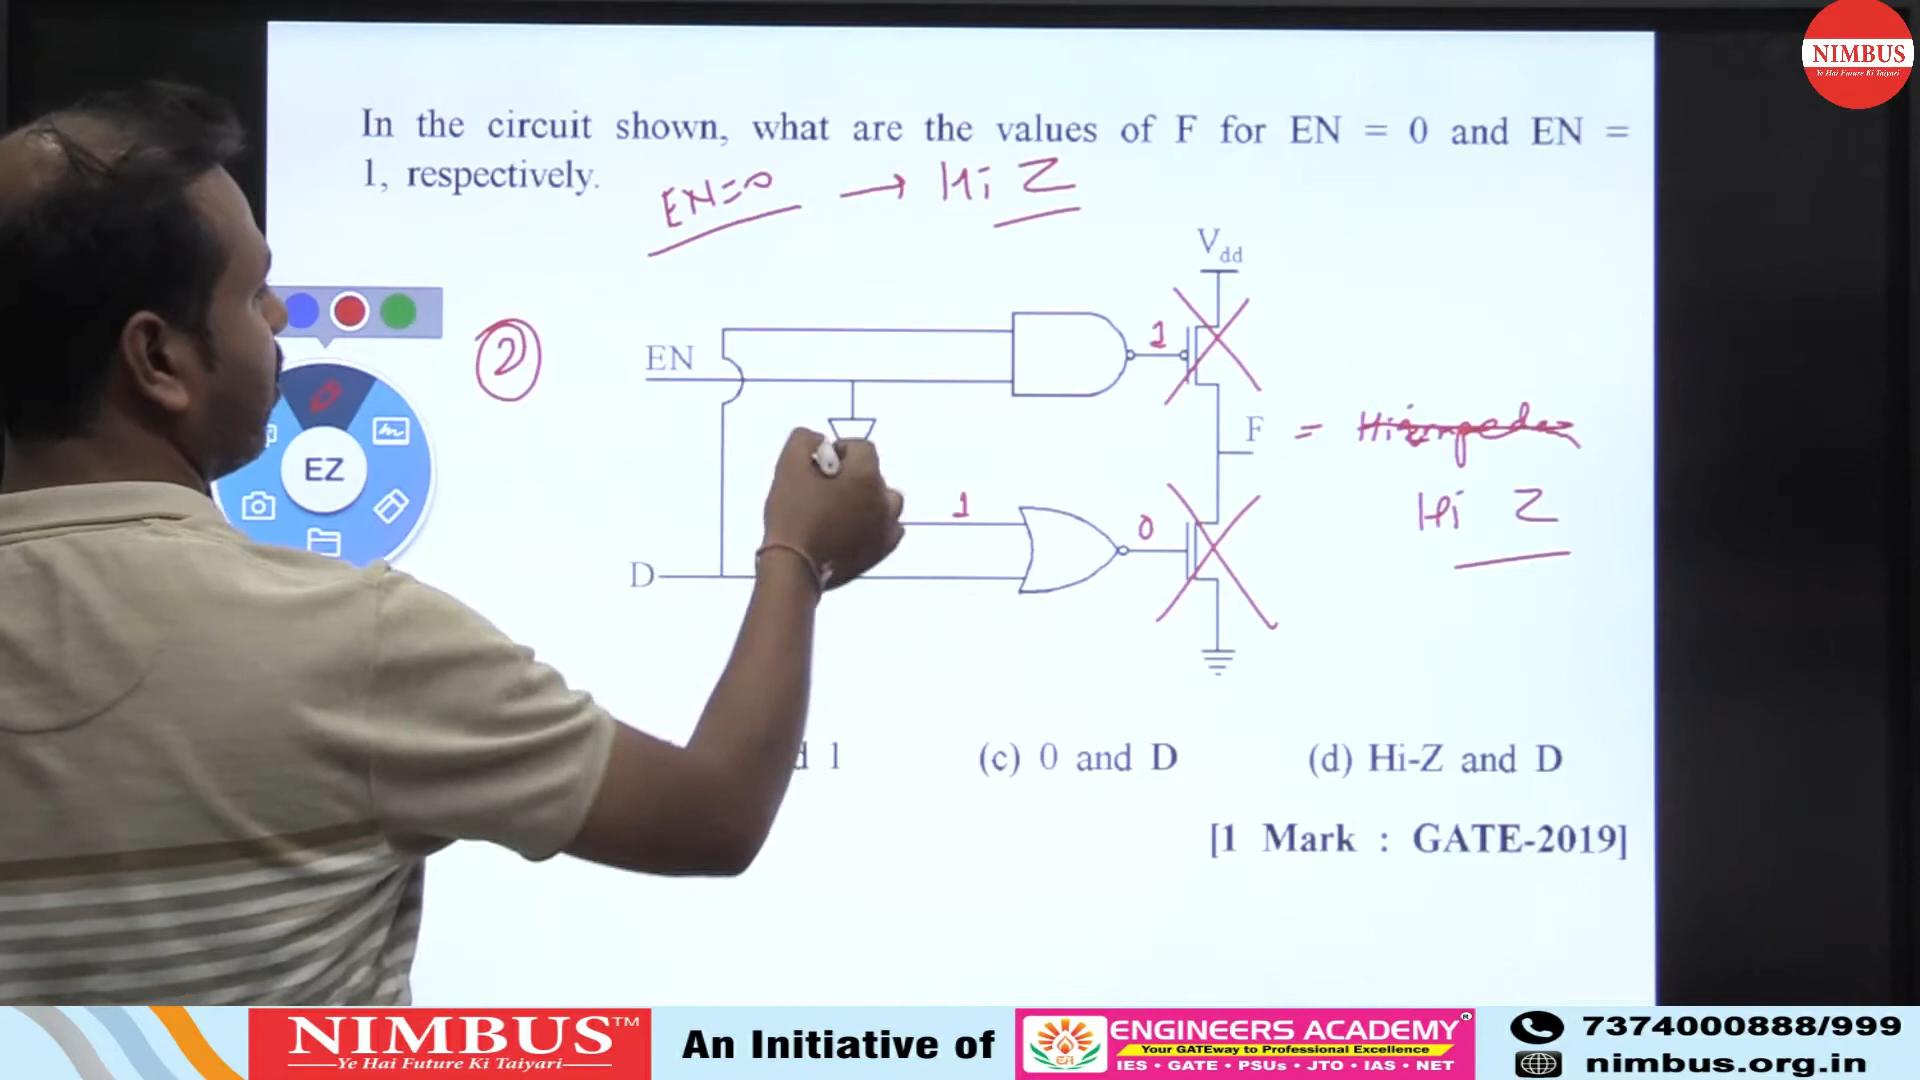 NIMBUS
Ye Hai Future Ki Taiyari
In the circuit shown, what are the values of F for EN = 0 and EN =
1, respectively.
EN=0 → Hi Z
Vdd
2
EN
1
F = Hi
EZ
Hi Z
1
0
D
1 (c) 0 and D (d) Hi-Z and D
[1 Mark : GATE-2019]
NIMBUS™
Ye Hai Future Ki Taiyari
An Initiative of
ENGINEERS ACADEMY®
Your GATEway to Professional Excellence
IES • GATE • PSUs • JTO • IAS • NET
7374000888/999
nimbus.org.in